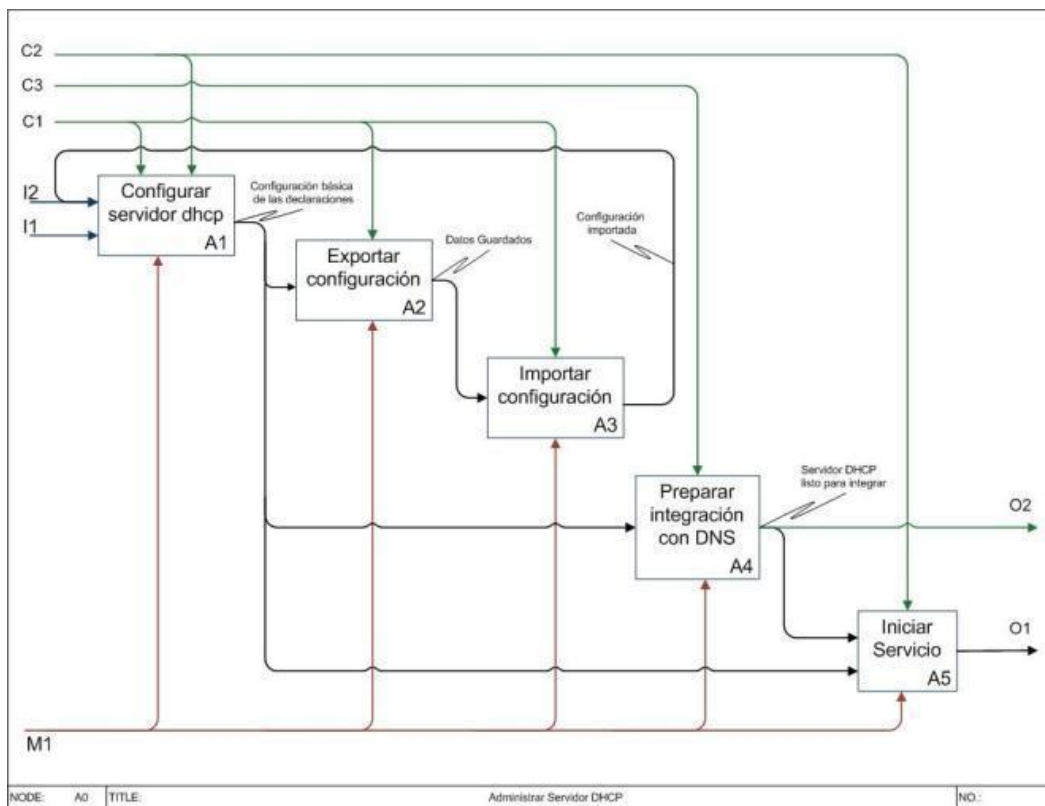 C2
C3
C1
I2
I1
Configurar
servidor dhcp
A1
Configuración básica
de las declaraciones
Exportar
configuración
A2
Datos Guardados
Configuración
importada
Importar
configuración
A3
Preparar
integración
con DNS
A4
Servidor DHCP
listo para integrar
O2
Iniciar
Servicio
A5
O1
M1
NODE: A0 TITLE: Administrar Servidor DHCP NO.: